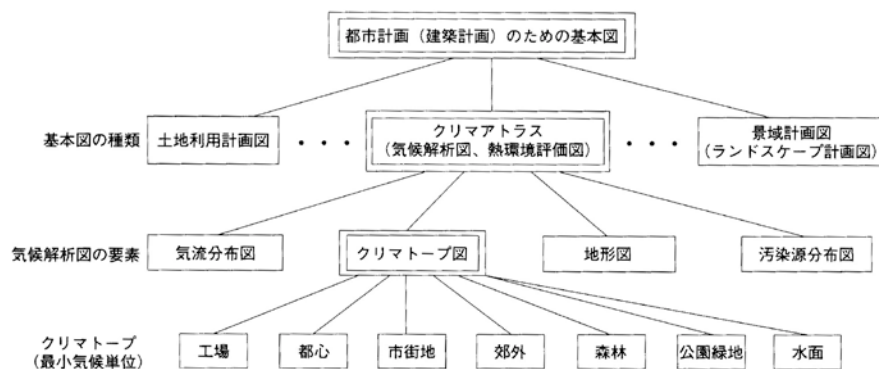 都市計画(建築計画)のための基本図
基本図の種類
土地利用計画図
・・・
クリマアトラス
(気候解析図、熱環境評価図)
・・・
景域計画図
(ランドスケープ計画図)
気候解析図の要素
気流分布図
クリマトープ図
地形図
汚染源分布図
クリマトープ
(最小気候単位)
工場
都心
市街地
郊外
森林
公園緑地
水面